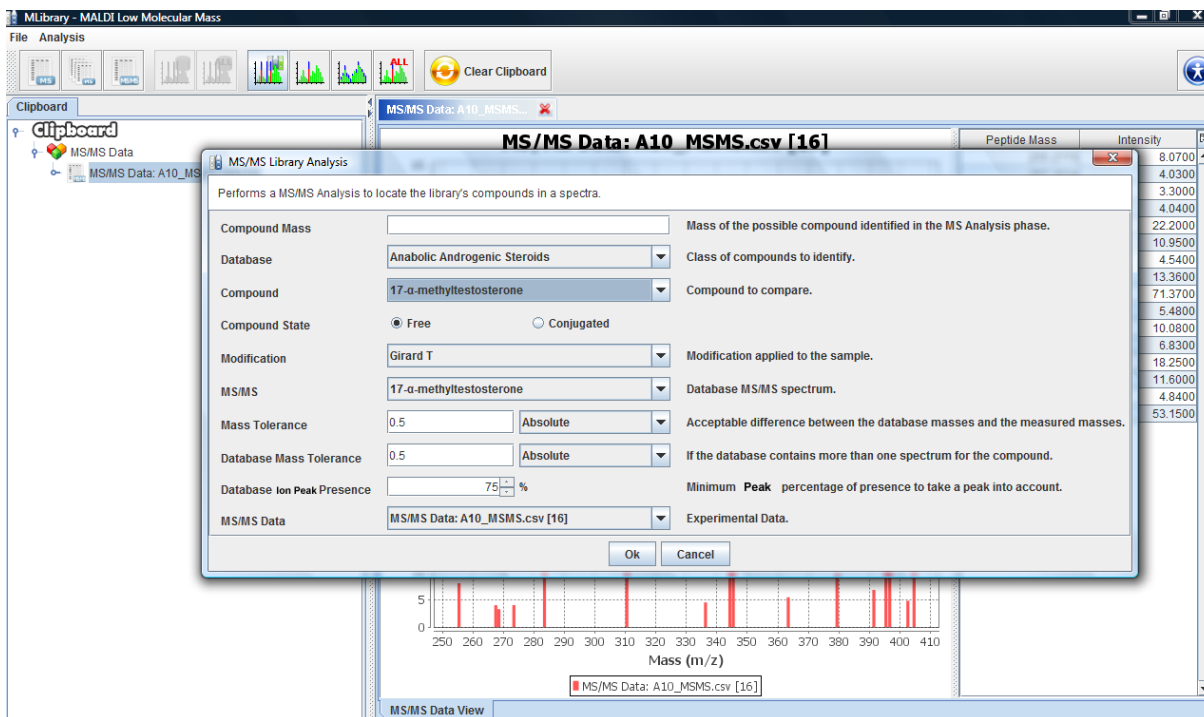 MLibrary - MALDI Low Molecular Mass
File Analysis
MS MS MSMS ALL Clear Clipboard
Clipboard
MS/MS Data: A10_MSMS...
Clipboard
MS/MS Data
MS/MS Data: A10_MS
MS/MS Data: A10_MSMS.csv [16]
Peptide Mass Intensity
8.0700
4.0300
3.3000
4.0400
22.2000
10.9500
4.5400
13.3600
71.3700
5.4800
10.0800
6.8300
18.2500
11.6000
4.8400
53.1500
MS/MS Library Analysis
Performs a MS/MS Analysis to locate the library's compounds in a spectra.
Compound Mass Mass of the possible compound identified in the MS Analysis phase.
Database Anabolic Androgenic Steroids Class of compounds to identify.
Compound 17-α-methyltestosterone Compound to compare.
Compound State Free Conjugated
Modification Girard T Modification applied to the sample.
MS/MS 17-α-methyltestosterone Database MS/MS spectrum.
Mass Tolerance 0.5 Absolute Acceptable difference between the database masses and the measured masses.
Database Mass Tolerance 0.5 Absolute If the database contains more than one spectrum for the compound.
Database Ion Peak Presence 75 % Minimum Peak percentage of presence to take a peak into account.
MS/MS Data MS/MS Data: A10_MSMS.csv [16] Experimental Data.
Ok Cancel
5
0
250 260 270 280 290 300 310 320 330 340 350 360 370 380 390 400 410
Mass (m/z)
MS/MS Data: A10_MSMS.csv [16]
MS/MS Data View